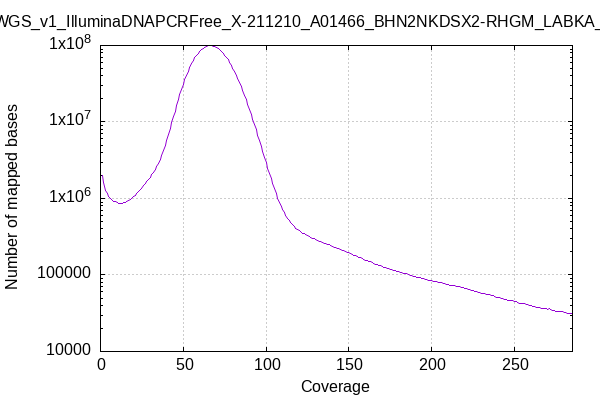 WGS_v1_IlluminaDNAPCRFree_X-211210_A01466_BHN2NKDSX2-RHGM_LABKA_
Number of mapped bases
1x10^8
1x10^7
1x10^6
100000
10000
0 50 100 150 200 250
Coverage